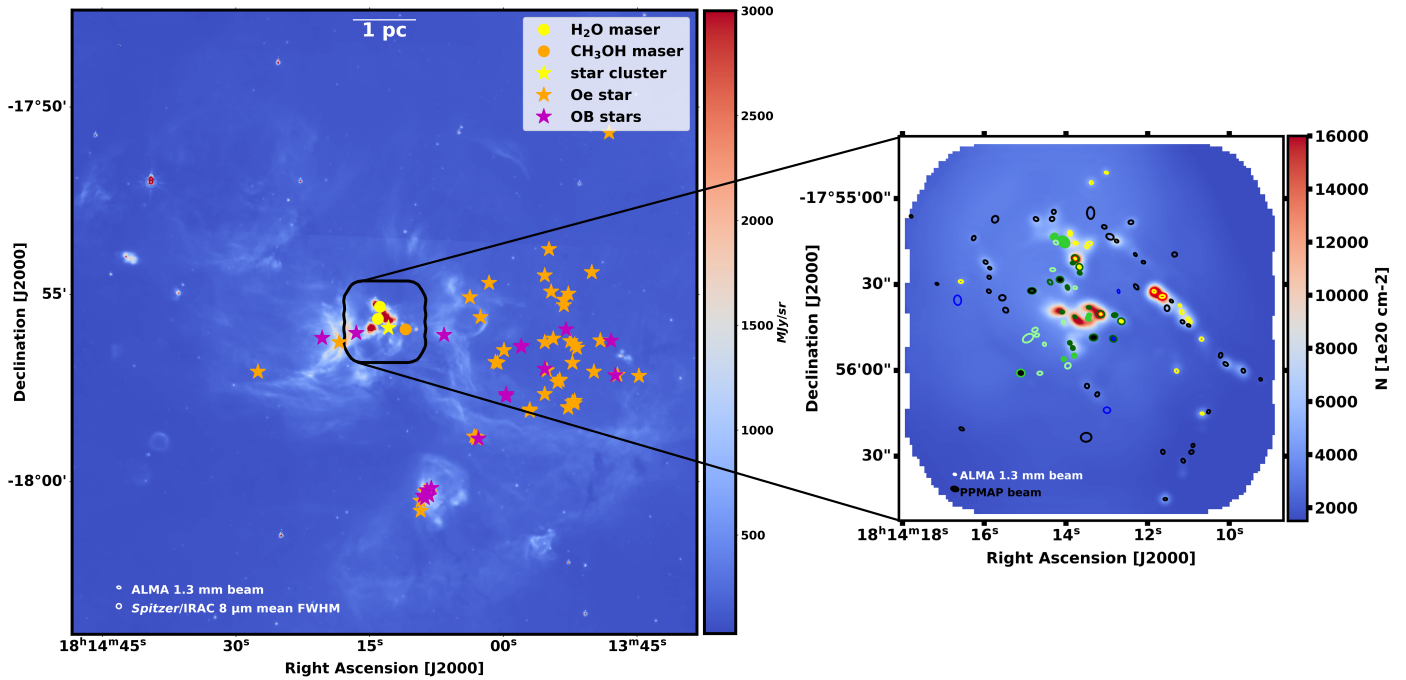 1 pc
H₂O maser
CH₃OH maser
star cluster
Oe star
OB stars
-17°50'
55'
-18°00'
Declination [J2000]
ALMA 1.3 mm beam
Spitzer/IRAC 8 μm mean FWHM
18ʰ14ᵐ45ˢ
30ˢ
15ˢ
00ˢ
13ᵐ45ˢ
Right Ascension [J2000]
3000
2500
2000
1500
1000
500
MJy/sr
-17°55'00"
30"
56'00"
30"
Declination [J2000]
ALMA 1.3 mm beam
PPMAP beam
18ʰ14ᵐ18ˢ
16ˢ
14ˢ
12ˢ
10ˢ
Right Ascension [J2000]
16000
14000
12000
10000
8000
6000
4000
2000
N [1e20 cm-2]